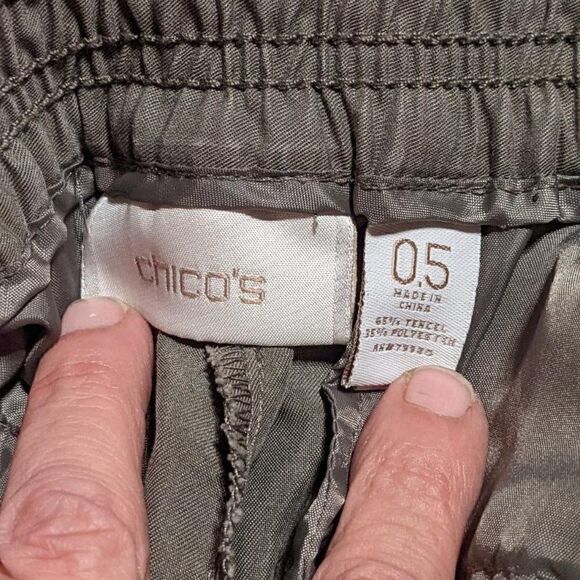 chico's
0.5
MADE IN
CHINA
65% TENCEL
35% POLYESTER